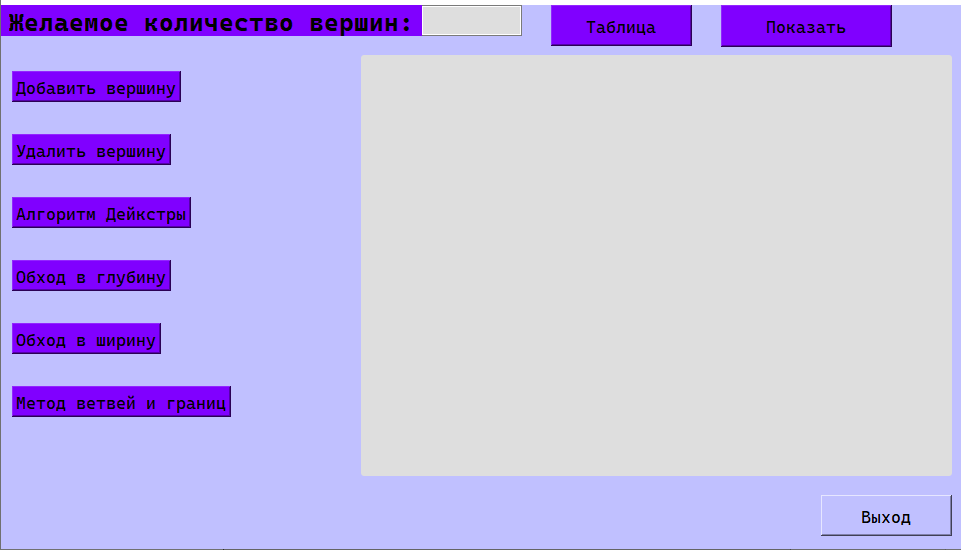 Желаемое количество вершин:
Таблица
Показать
Добавить вершину
Удалить вершину
Алгоритм Дейкстры
Обход в глубину
Обход в ширину
Метод ветвей и границ
Выход